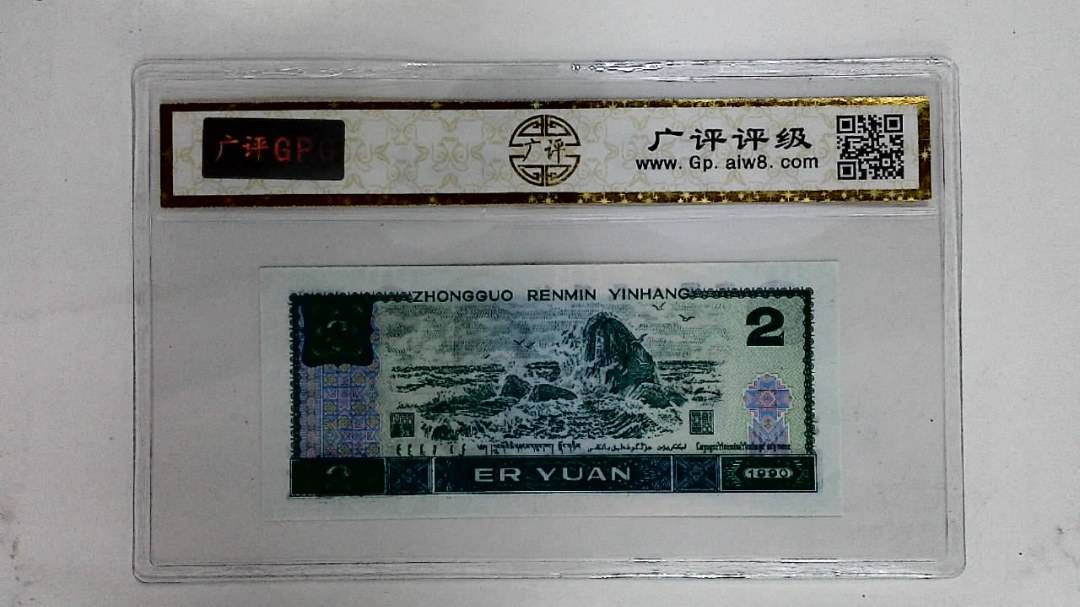 广评GPG
广评
广评评级
www.Gp.aiw8.com
ZHONGGUO RENMIN YINHANG
2
ER YUAN
1990